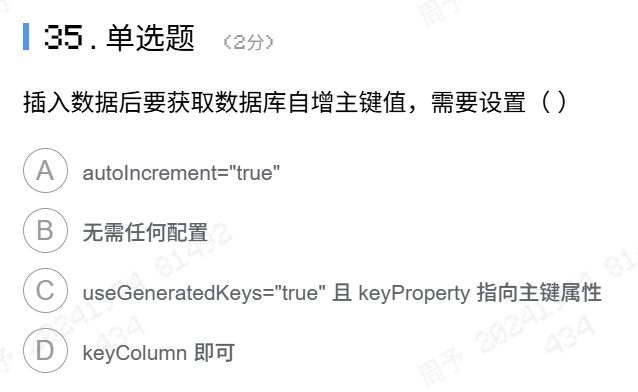 35.单选题 (2分)
插入数据后要获取数据库自增主键值，需要设置（ ）
A autoIncrement="true"
B 无需任何配置
C useGeneratedKeys="true" 且 keyProperty 指向主键属性
D keyColumn 即可